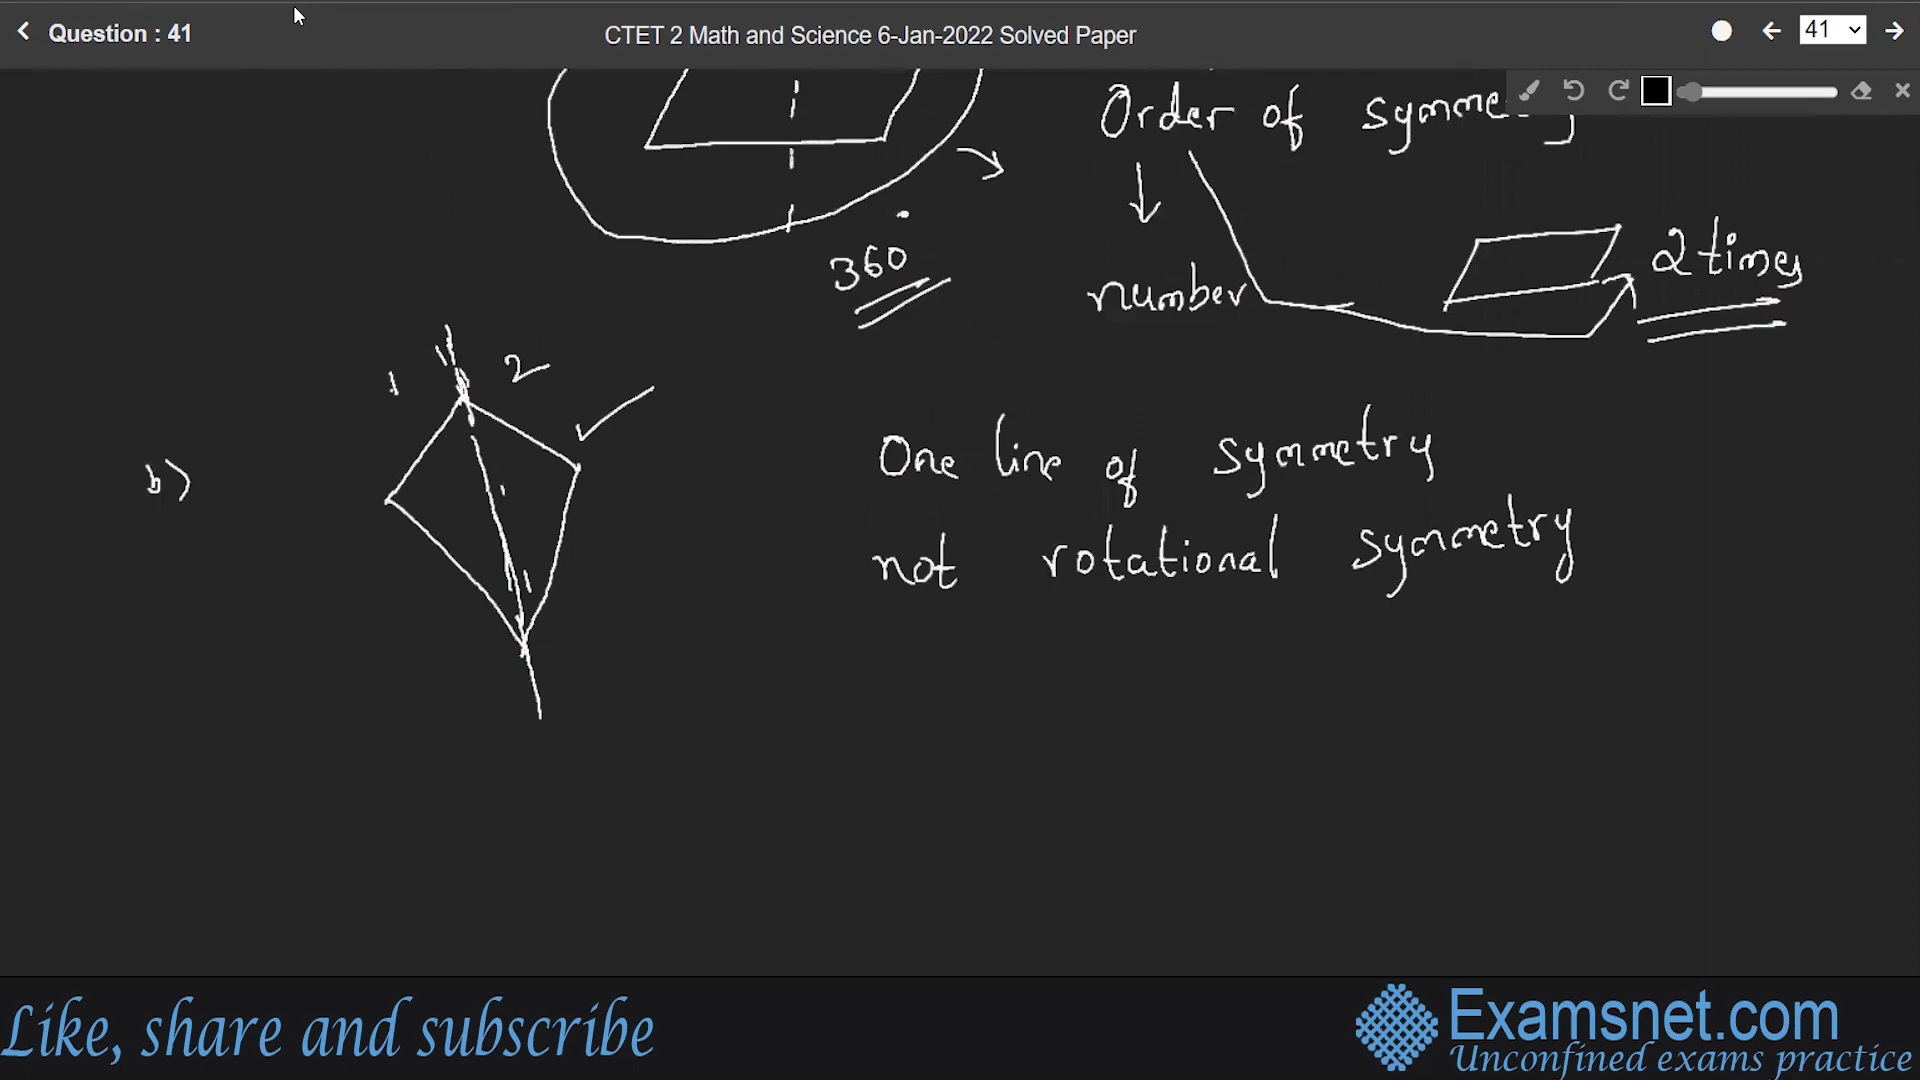 Question : 41
CTET 2 Math and Science 6-Jan-2022 Solved Paper
41
Order of symmetry
360
number
2 times
1 2
b)
One line of symmetry
not rotational symmetry
Like, share and subscribe
Examsnet.com
Unconfined exams practice